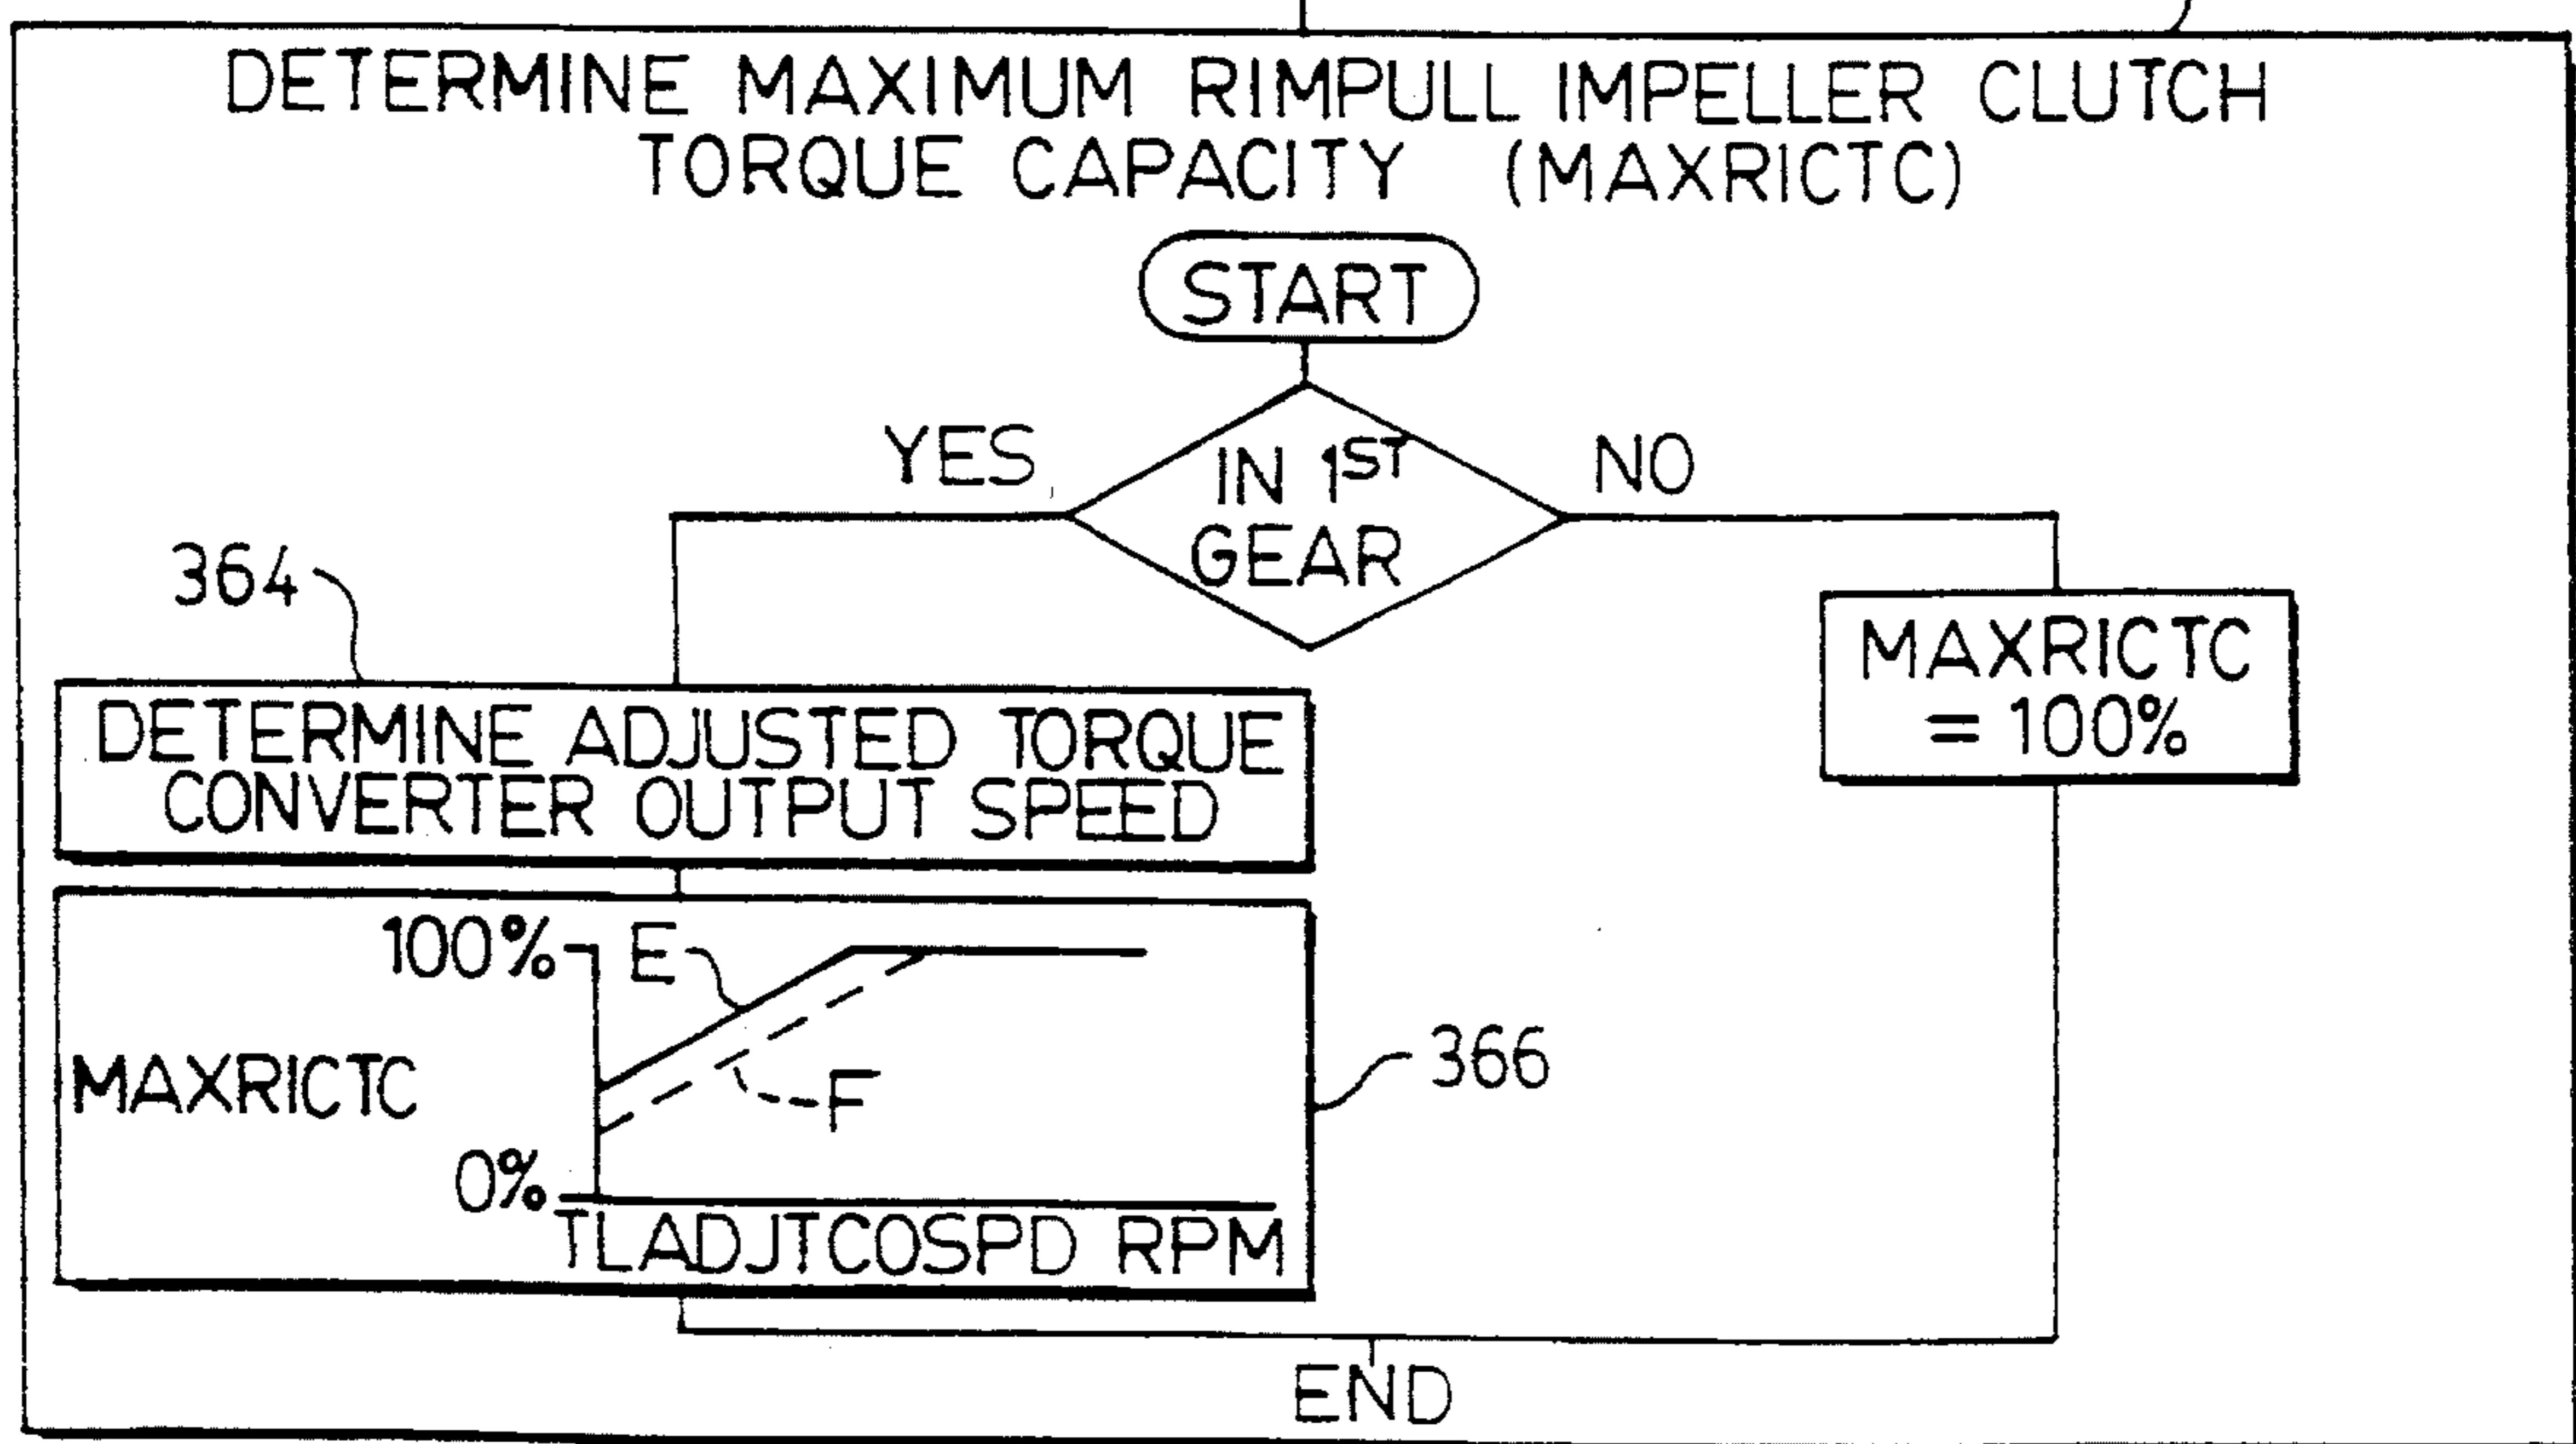 DETERMINE MAXIMUM RIMPULL IMPELLER CLUTCH
TORQUE CAPACITY (MAXRICTC)
START
YES
IN 1ST
GEAR
NO
364
DETERMINE ADJUSTED TORQUE
CONVERTER OUTPUT SPEED
MAXRICTC
= 100%
100%
E
MAXRICTC
F
366
0%
TLADJTCOSPD RPM
END